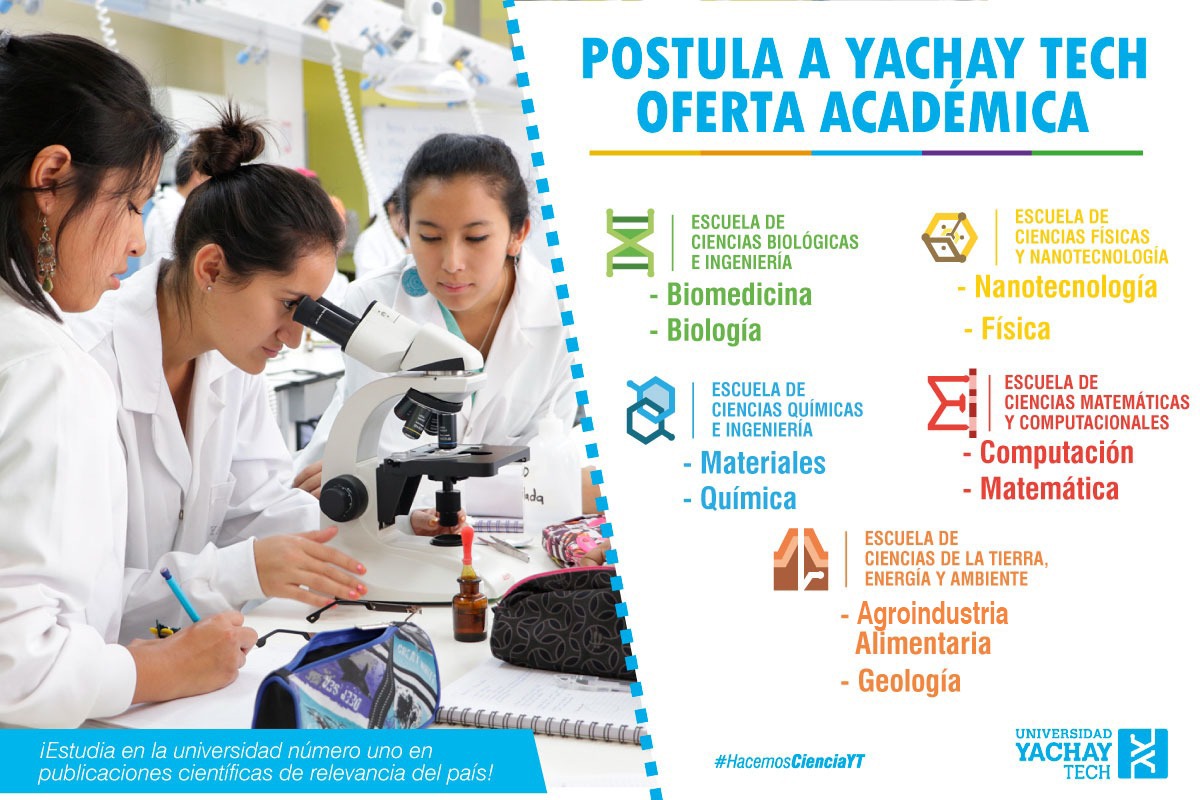 POSTULA A YACHAY TECH
OFERTA ACADÉMICA
ESCUELA DE
CIENCIAS BIOLÓGICAS
E INGENIERÍA
- Biomedicina
- Biología
ESCUELA DE
CIENCIAS FÍSICAS
Y NANOTECNOLOGÍA
- Nanotecnología
- Física
ESCUELA DE
CIENCIAS QUÍMICAS
E INGENIERÍA
- Materiales
- Química
ESCUELA DE
CIENCIAS MATEMÁTICAS
Y COMPUTACIONALES
- Computación
- Matemática
ESCUELA DE
CIENCIAS DE LA TIERRA,
ENERGÍA Y AMBIENTE
- Agroindustria
Alimentaria
- Geología
¡Estudia en la universidad número uno en
publicaciones científicas de relevancia del país!
#HacemosCienciaYT
UNIVERSIDAD
YACHAY
TECH